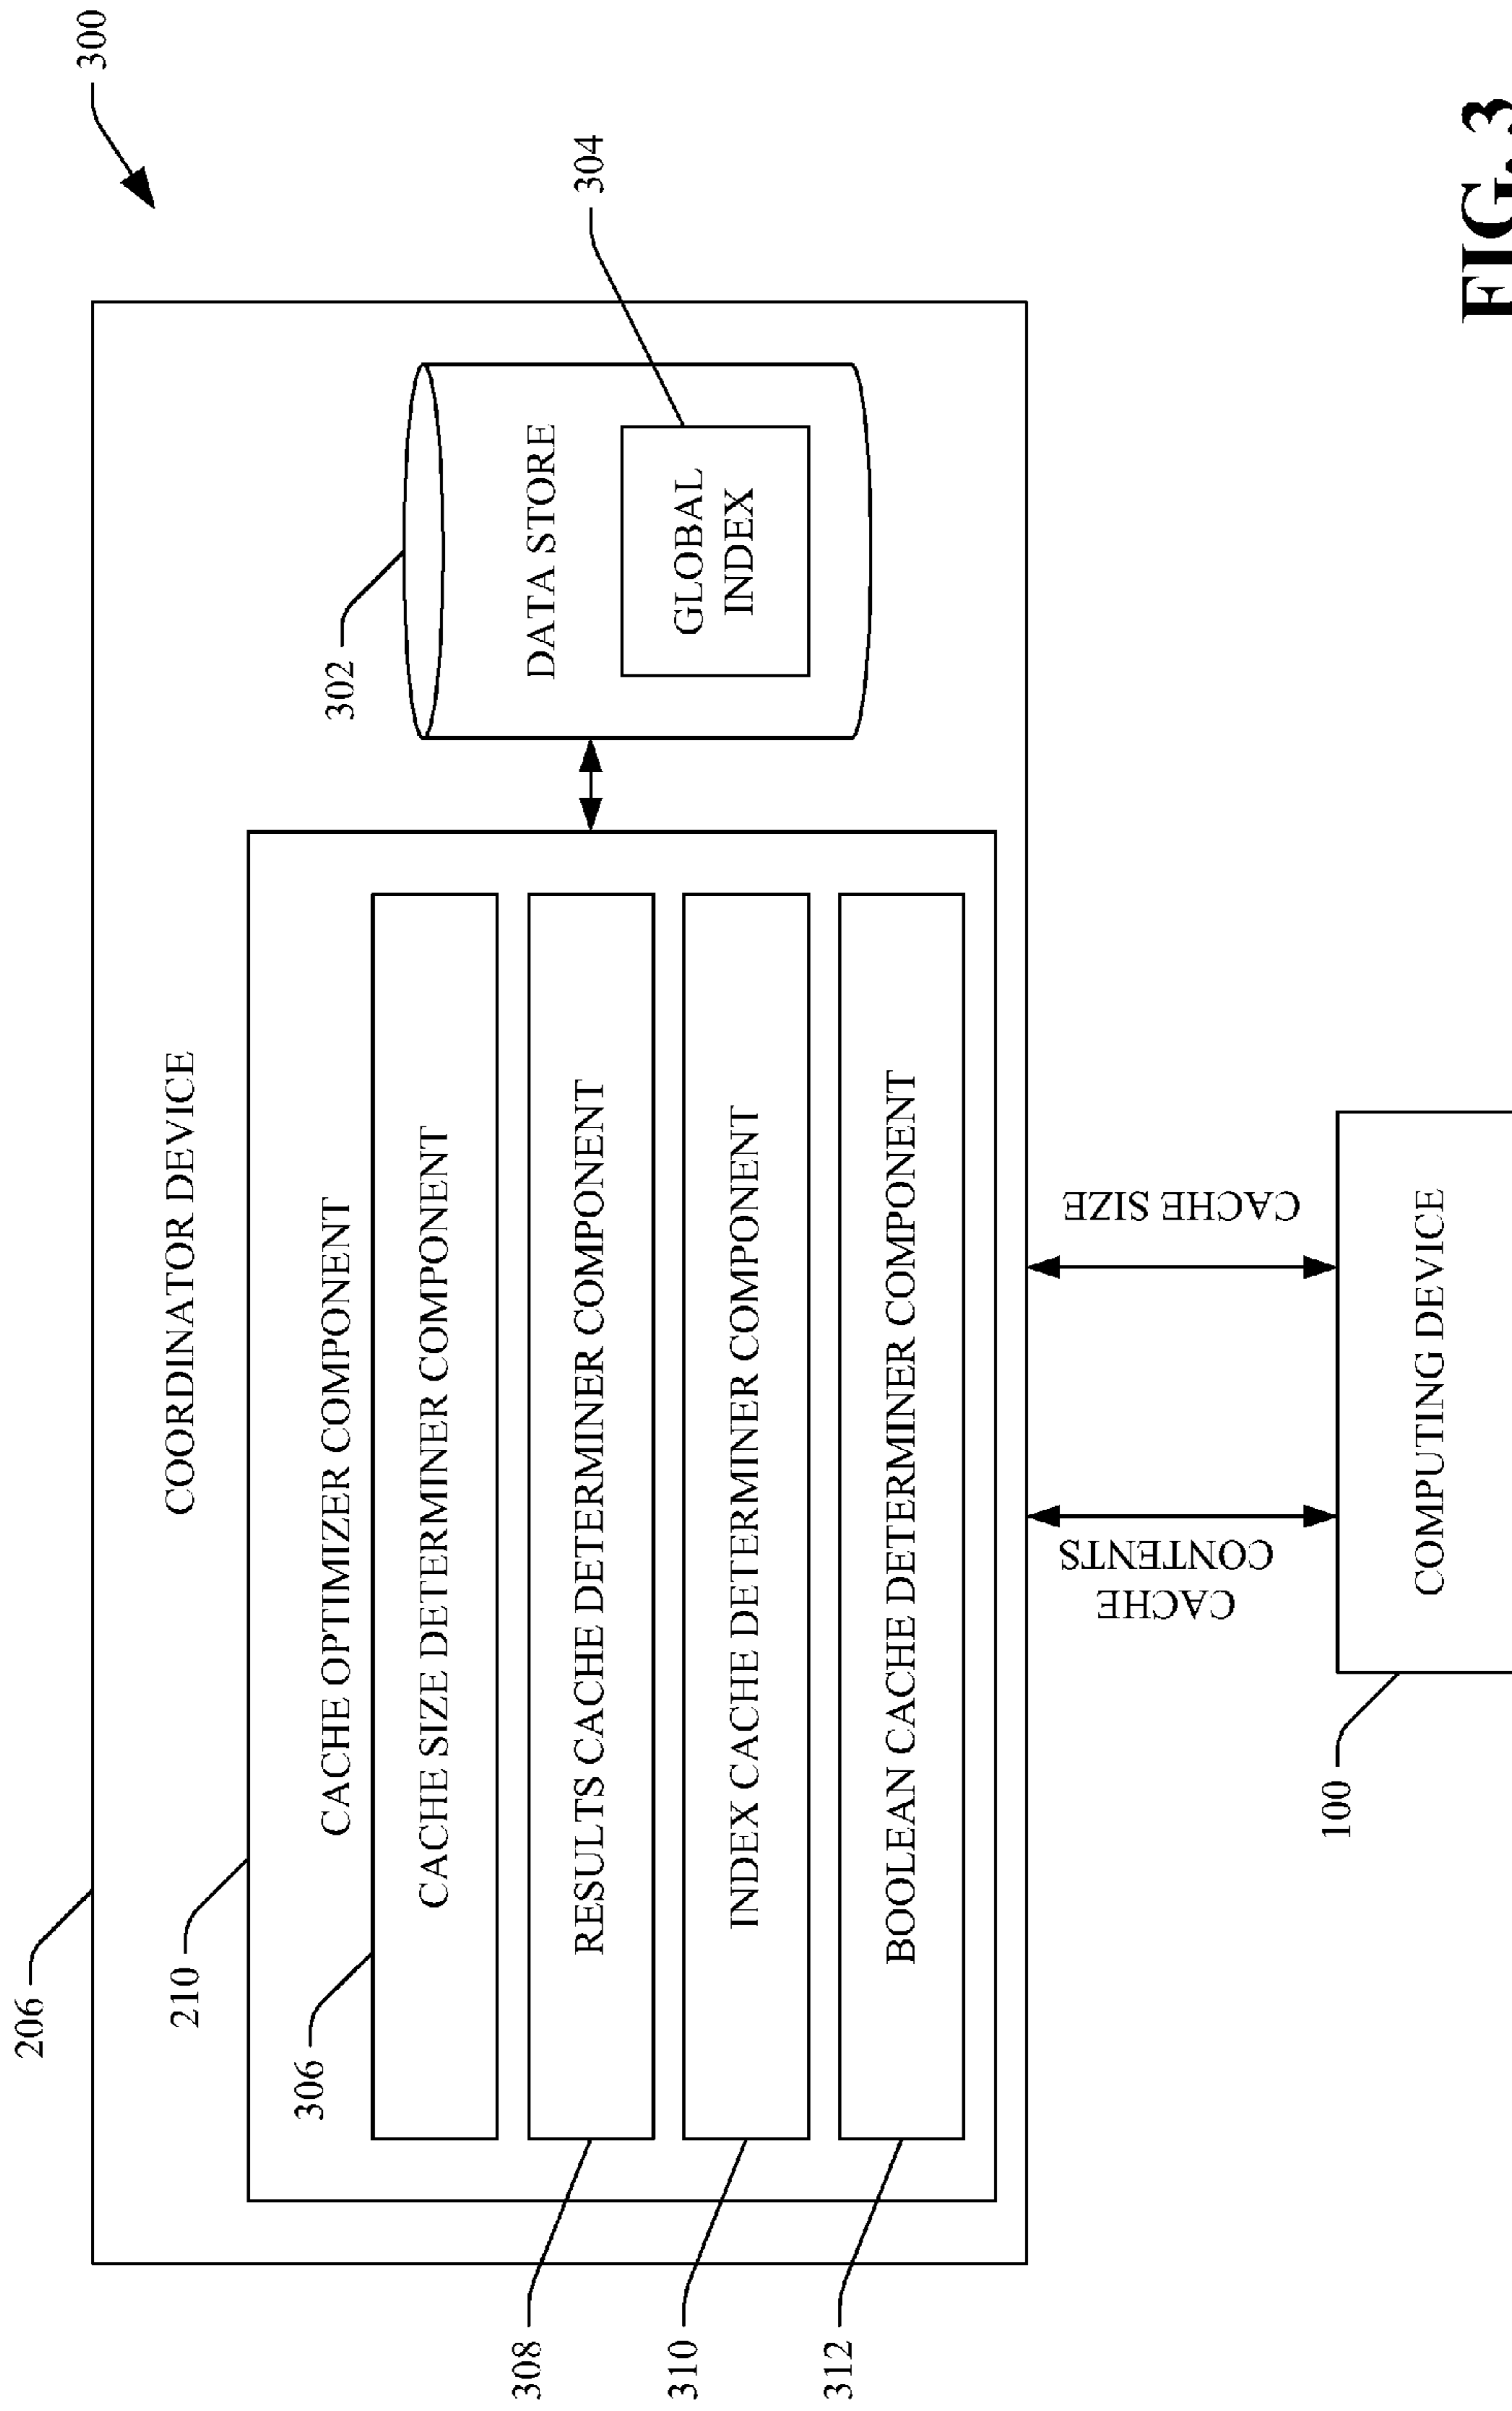 300
206
COORDINATOR DEVICE
210
CACHE OPTIMIZER COMPONENT
302
304
306
CACHE SIZE DETERMINER COMPONENT
DATA STORE
308
RESULTS CACHE DETERMINER COMPONENT
GLOBAL
INDEX
310
INDEX CACHE DETERMINER COMPONENT
312
BOOLEAN CACHE DETERMINER COMPONENT
CACHE
CONTENTS
CACHE SIZE
100
COMPUTING DEVICE
FIG. 3